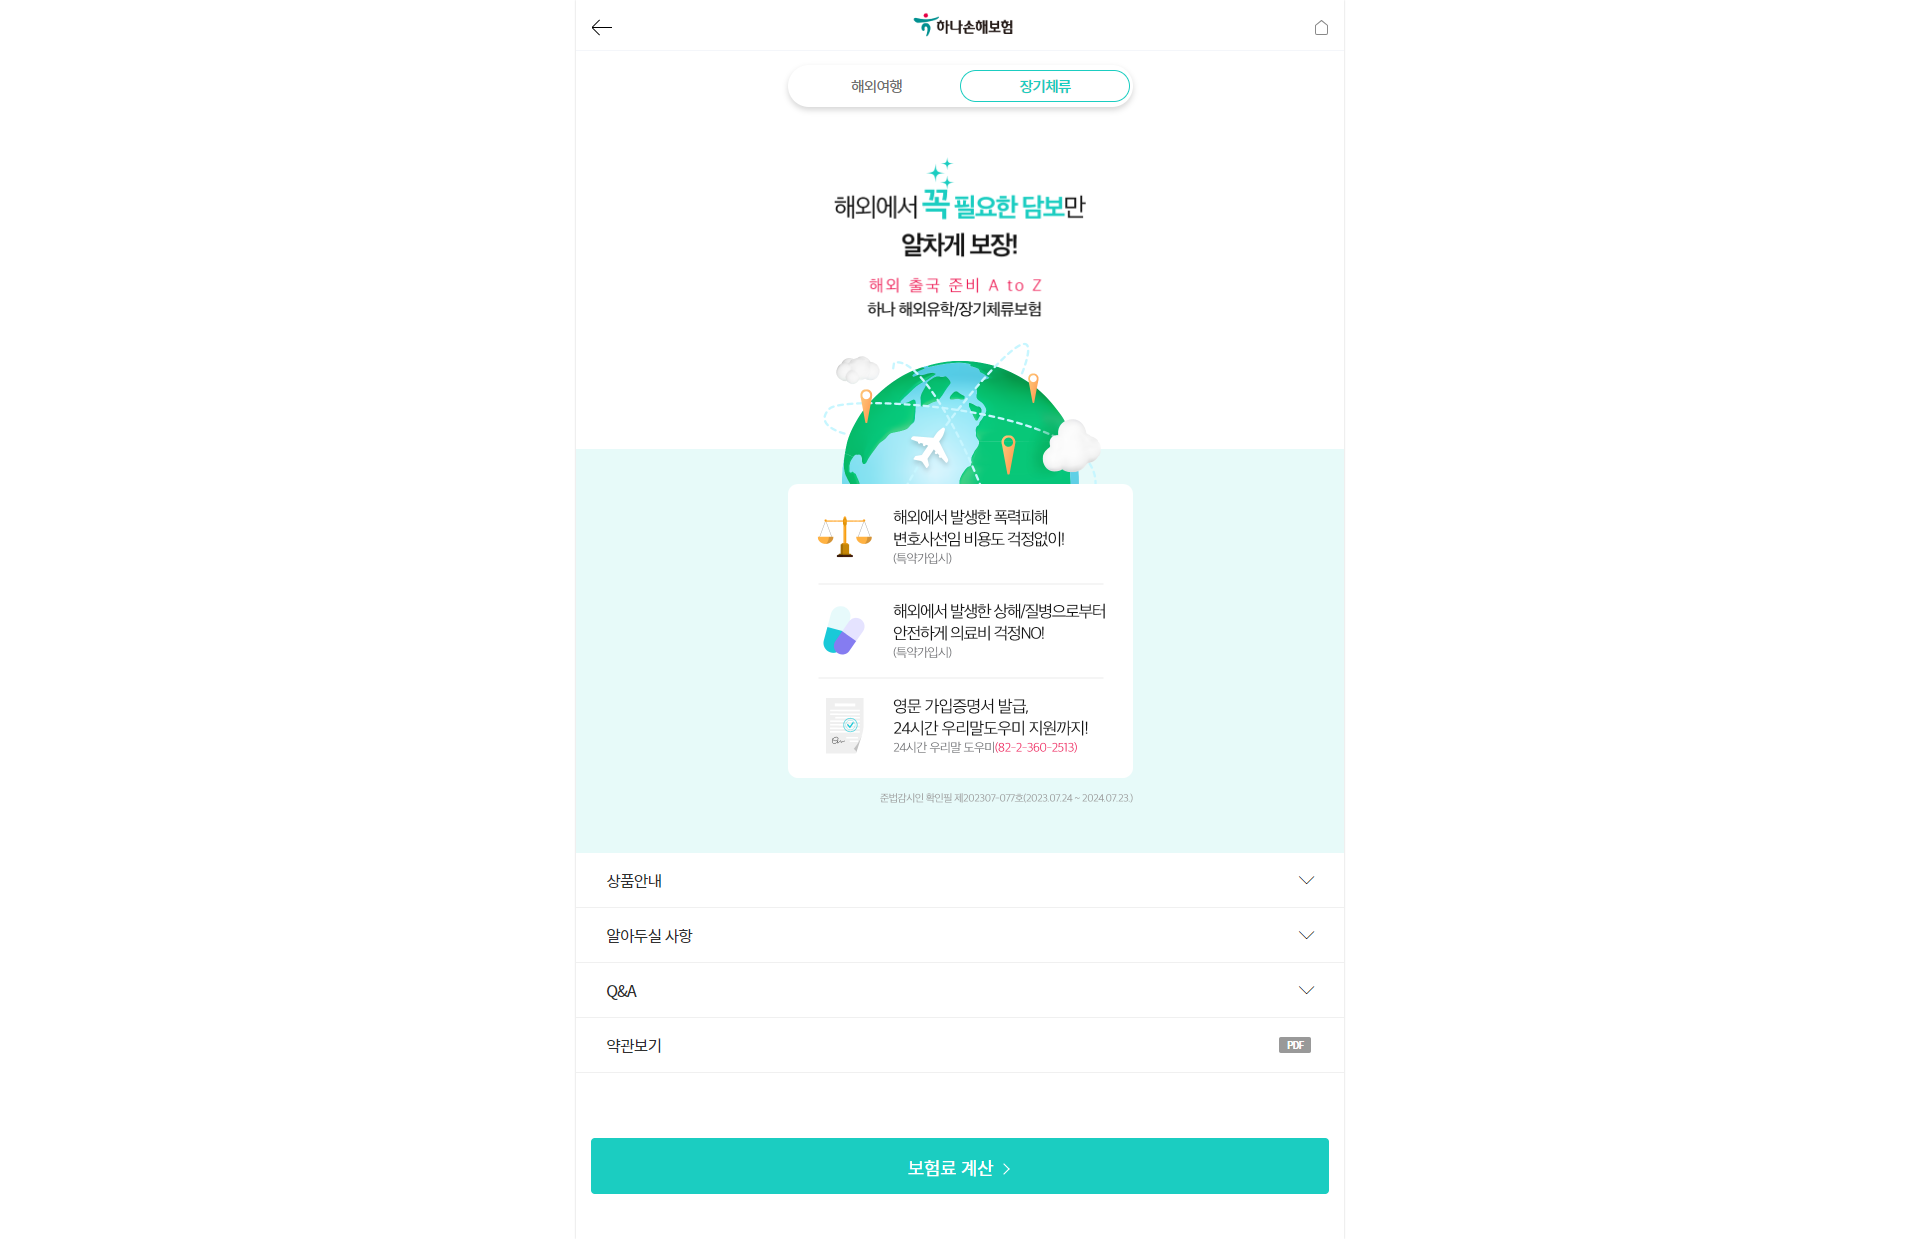 하나손해보험
해외여행
장기체류
해외에서 꼭 필요한 담보만
알차게 보장!
해외 출국 준비 A to Z
하나 해외유학/장기체류보험
해외에서 발생한 폭력피해
변호사선임 비용도 걱정없이!
(특약가입시)
해외에서 발생한 상해/질병으로부터
안전하게 의료비 걱정NO!
(특약가입시)
영문 가입증명서 발급,
24시간 우리말도우미 지원까지!
24시간 우리말 도우미(82-2-360-2513)
준법감시인 확인필 제202307-077호(2023.07.24 ~ 2024.07.23.)
상품안내
알아두실 사항
Q&A
약관보기
PDF
보험료 계산